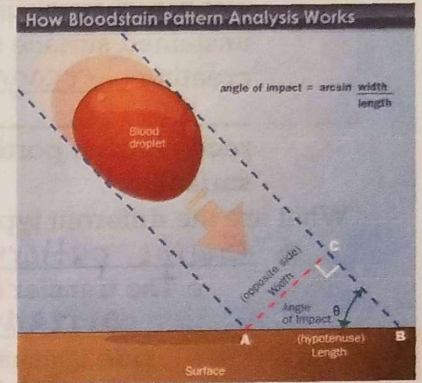 How Bloodstain Pattern Analysis Works
angle of impact = arcsin width
length
Blood
droplet
(opposite side)
Width
C
Angle
of Impact
θ
A
(hypotenuse)
B
Length
Surface